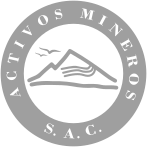 ACTIVOS MINEROS
S. A. C.